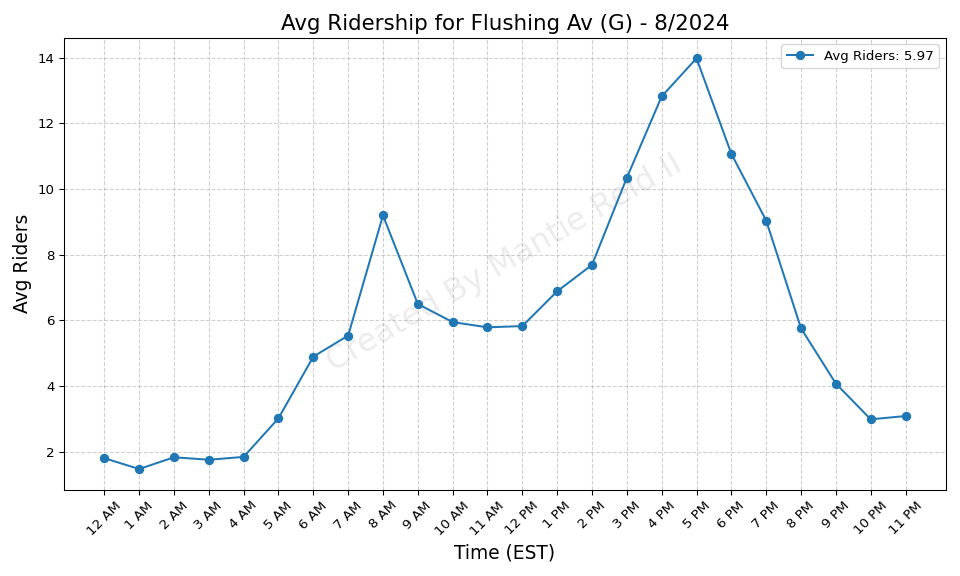 Avg Ridership for Flushing Av (G) - 8/2024
Avg Riders: 5.97
14
12
10
8
6
4
2
Avg Riders
Created By Mantle Reid II
12 AM
1 AM
2 AM
3 AM
4 AM
5 AM
6 AM
7 AM
8 AM
9 AM
10 AM
11 AM
12 PM
1 PM
2 PM
3 PM
4 PM
5 PM
6 PM
7 PM
8 PM
9 PM
10 PM
11 PM
Time (EST)